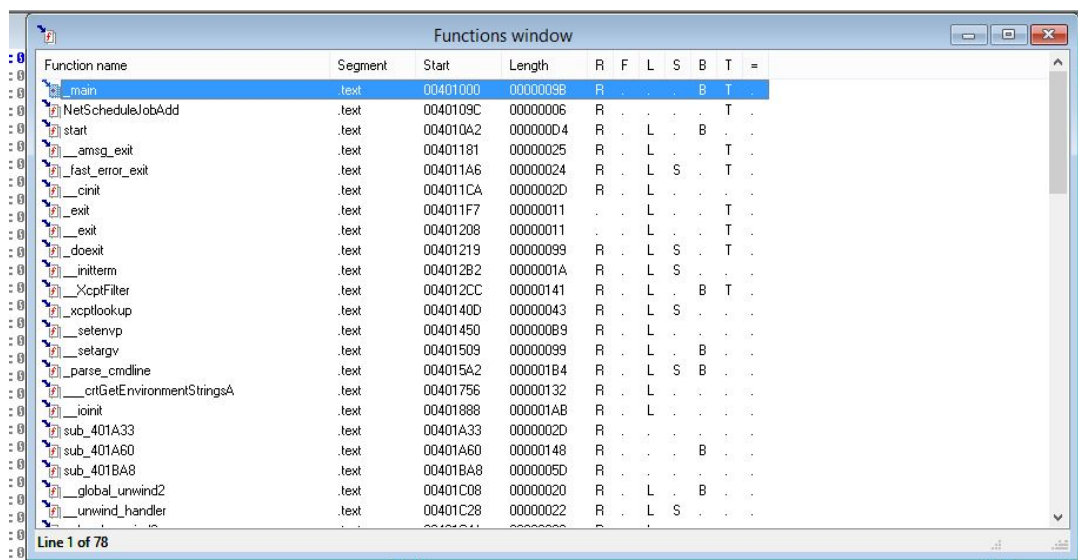 Functions window
Function name Segment Start Length R F L S B T =
_main .text 00401000 0000009B R . . . B T .
NetScheduleJobAdd .text 0040109C 00000006 R . . . . T .
start .text 004010A2 000000D4 R . L . B . .
__amsg_exit .text 00401181 00000025 R . L . . T .
_fast_error_exit .text 004011A6 00000024 R . L S . T .
__cinit .text 004011CA 0000002D R . L . . . .
_exit .text 004011F7 00000011 . . L . . T .
__exit .text 00401208 00000011 . . L . . T .
_doexit .text 00401219 00000099 R . L S . T .
__initterm .text 004012B2 0000001A R . L S . . .
__XcptFilter .text 004012CC 00000141 R . L . B T .
_xcptlookup .text 0040140D 00000043 R . L S . . .
__setenvp .text 00401450 000000B9 R . L . . . .
__setargv .text 00401509 00000099 R . L . B . .
_parse_cmdline .text 004015A2 000001B4 R . L S B . .
___crtGetEnvironmentStringsA .text 00401756 00000132 R . L . . . .
__ioinit .text 00401888 000001AB R . L . . . .
sub_401A33 .text 00401A33 0000002D R . . . . . .
sub_401A60 .text 00401A60 00000148 R . . . B . .
sub_401BA8 .text 00401BA8 0000005D R . . . . . .
__global_unwind2 .text 00401C08 00000020 R . L . B . .
__unwind_handler .text 00401C28 00000022 R . L S . . .
Line 1 of 78